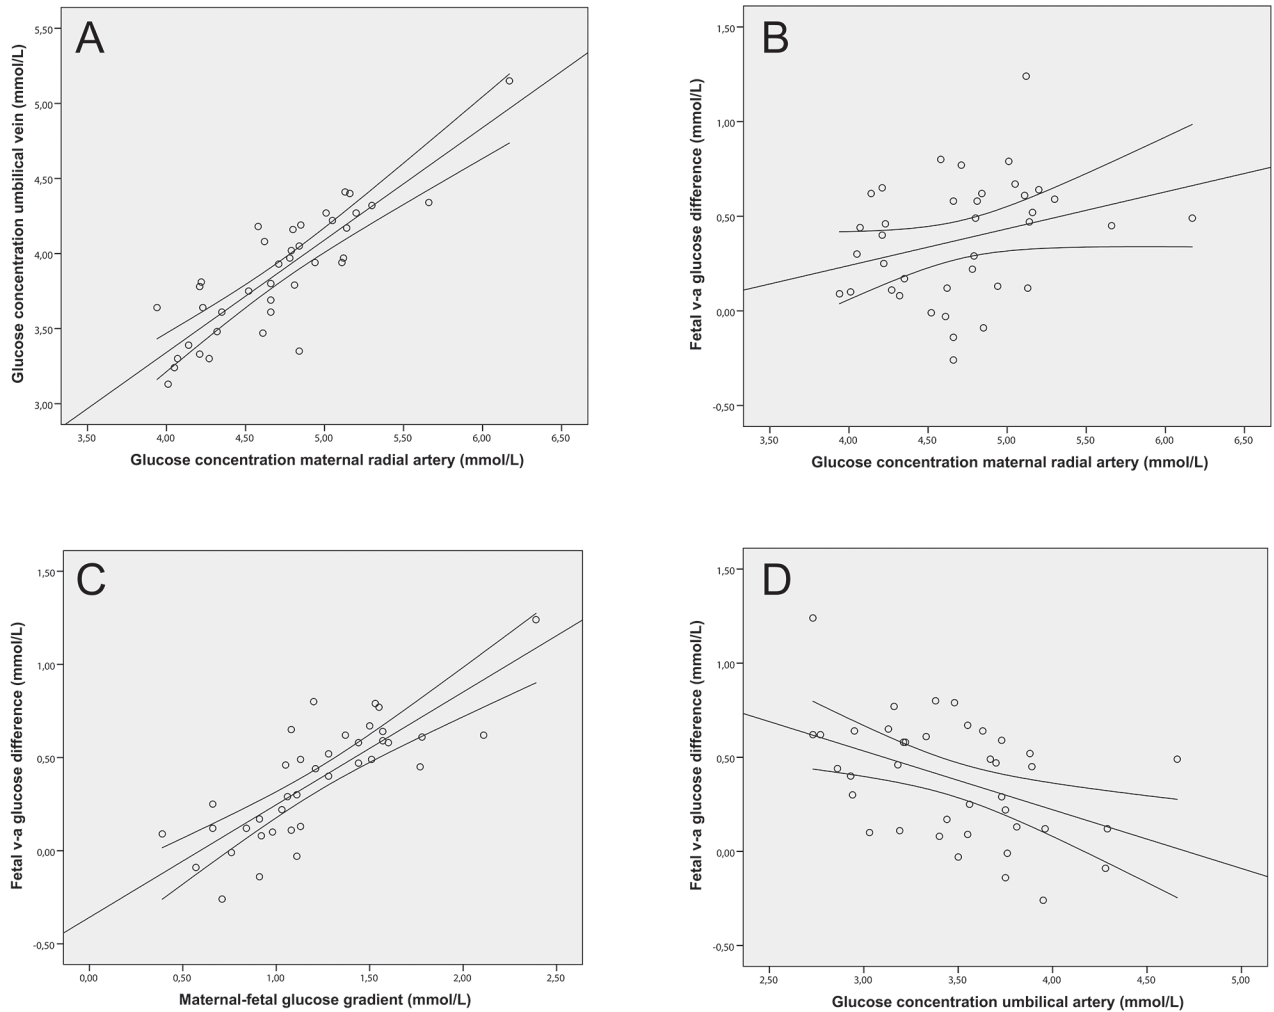 A
Glucose concentration umbilical vein (mmol/L)
5,50
5,00
4,50
4,00
3,50
3,00
3,50 4,00 4,50 5,00 5,50 6,00 6,50
Glucose concentration maternal radial artery (mmol/L)
B
Fetal v-a glucose difference (mmol/L)
1,50
1,00
0,50
0,00
-0,50
3,50 4,00 4,50 5,00 5,50 6,00 6,50
Glucose concentration maternal radial artery (mmol/L)
C
Fetal v-a glucose difference (mmol/L)
1,50
1,00
0,50
0,00
-0,50
0,00 0,50 1,00 1,50 2,00 2,50
Maternal-fetal glucose gradient (mmol/L)
D
Fetal v-a glucose difference (mmol/L)
1,50
1,00
0,50
0,00
-0,50
2,50 3,00 3,50 4,00 4,50 5,00
Glucose concentration umbilical artery (mmol/L)